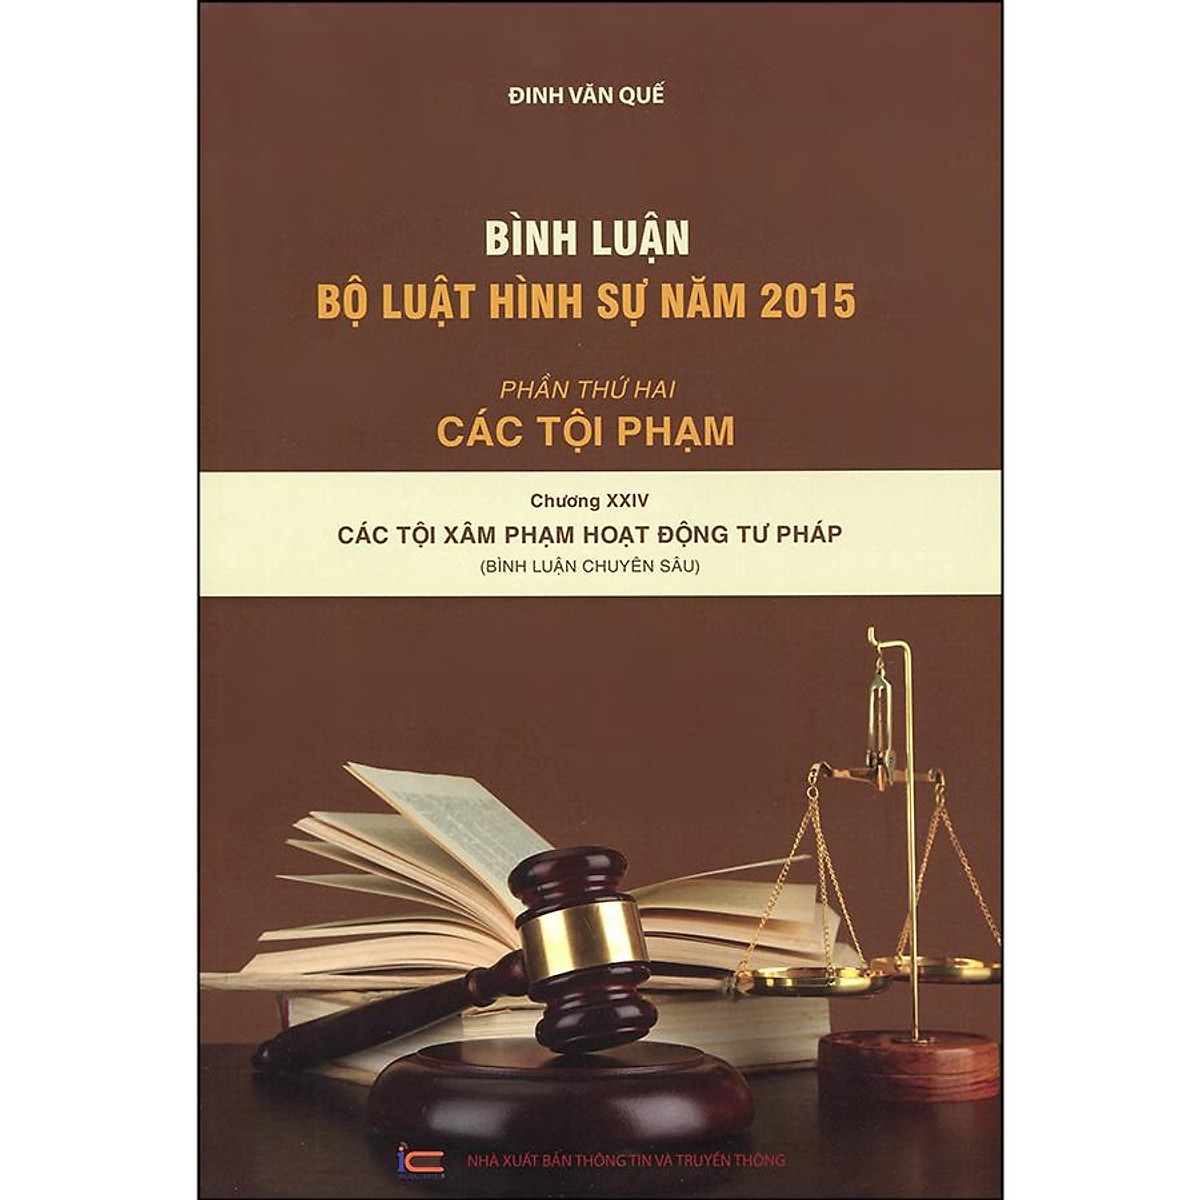 ĐINH VĂN QUẾ
BÌNH LUẬN
BỘ LUẬT HÌNH SỰ NĂM 2015
PHẦN THỨ HAI
CÁC TỘI PHẠM
Chương XXIV
CÁC TỘI XÂM PHẠM HOẠT ĐỘNG TƯ PHÁP
(BÌNH LUẬN CHUYÊN SÂU)
NHÀ XUẤT BẢN THÔNG TIN VÀ TRUYỀN THÔNG